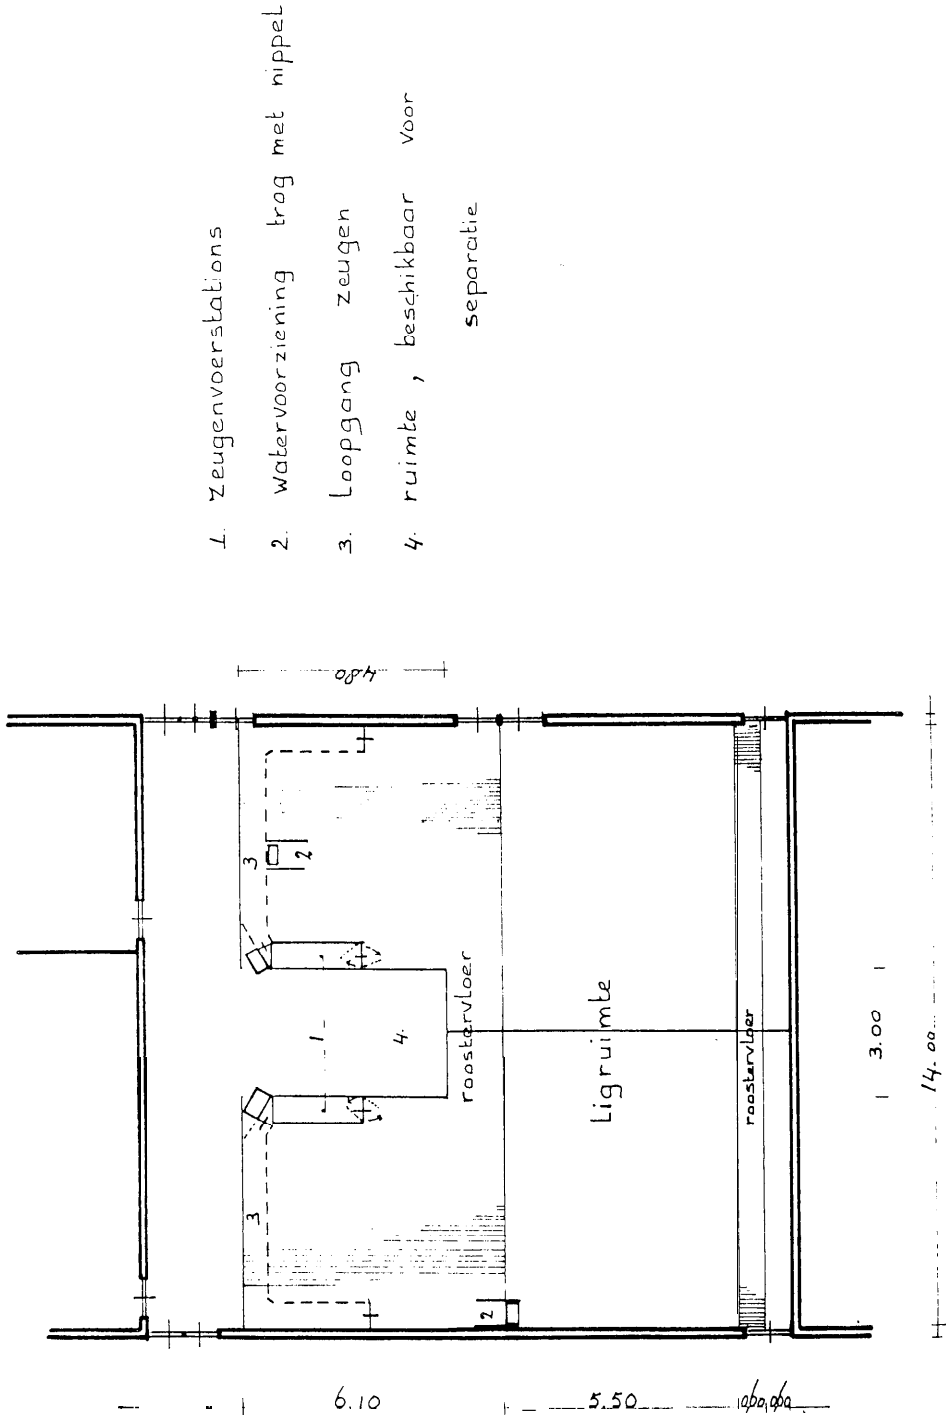 1. zeugenvoerstations
2. watervoorziening trog met nippel
3. Loopgang zeugen
4. ruimte, beschikbaar voor
separatie
4.80
3
2
1
4.
roostervloer
3
2
Ligruimte
roostervloer
3.00
14.00
6.10
5.50